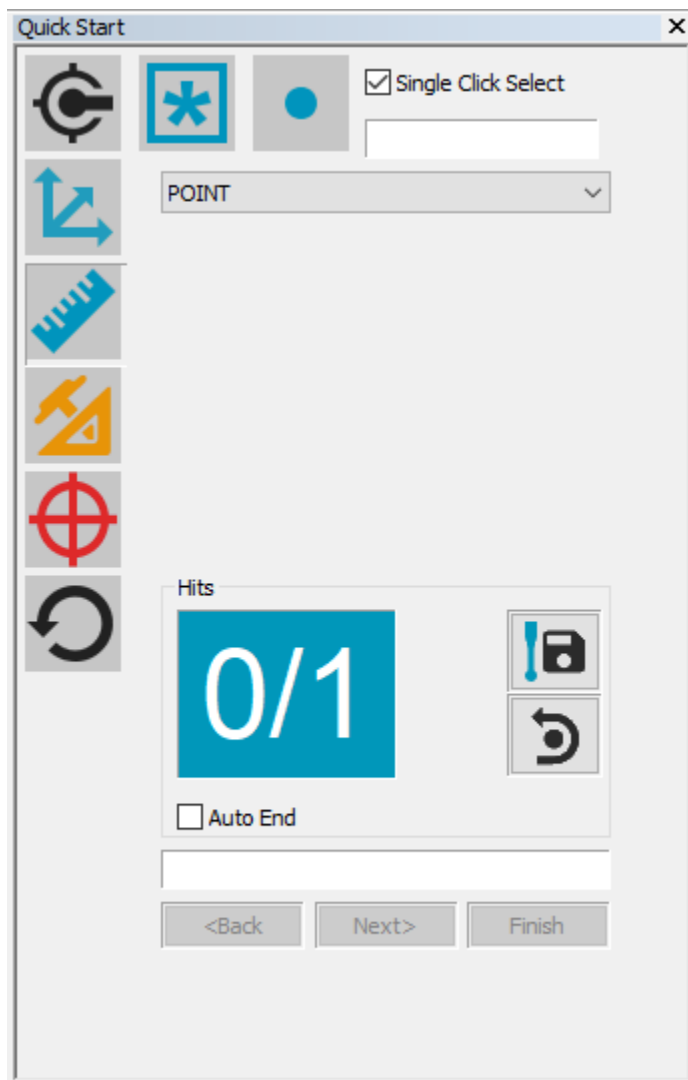 Quick Start
Single Click Select
POINT
Hits
0/1
Auto End
<Back Next> Finish